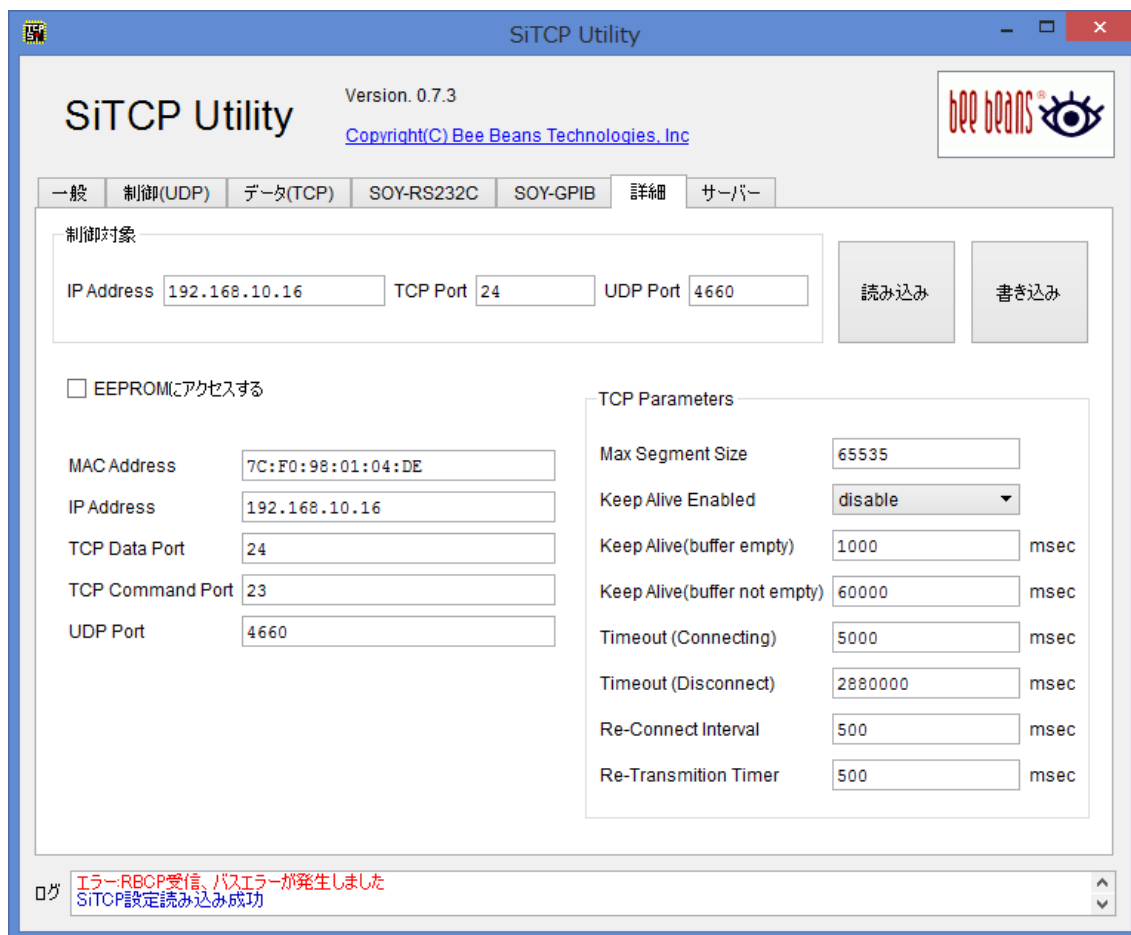 SiTCP Utility
SiTCP Utility
Version. 0.7.3
Copyright(C) Bee Beans Technologies, Inc
bee beans®
一般 制御(UDP) データ(TCP) SOY-RS232C SOY-GPIB 詳細 サーバー
制御対象
IP Address 192.168.10.16 TCP Port 24 UDP Port 4660
読み込み 書き込み
EEPROMにアクセスする
MAC Address 7C:F0:98:01:04:DE
IP Address 192.168.10.16
TCP Data Port 24
TCP Command Port 23
UDP Port 4660
TCP Parameters
Max Segment Size 65535
Keep Alive Enabled disable
Keep Alive(buffer empty) 1000 msec
Keep Alive(buffer not empty) 60000 msec
Timeout (Connecting) 5000 msec
Timeout (Disconnect) 2880000 msec
Re-Connect Interval 500 msec
Re-Transmition Timer 500 msec
ログ エラー:RBCP受信、バスエラーが発生しました
SiTCP設定読み込み成功